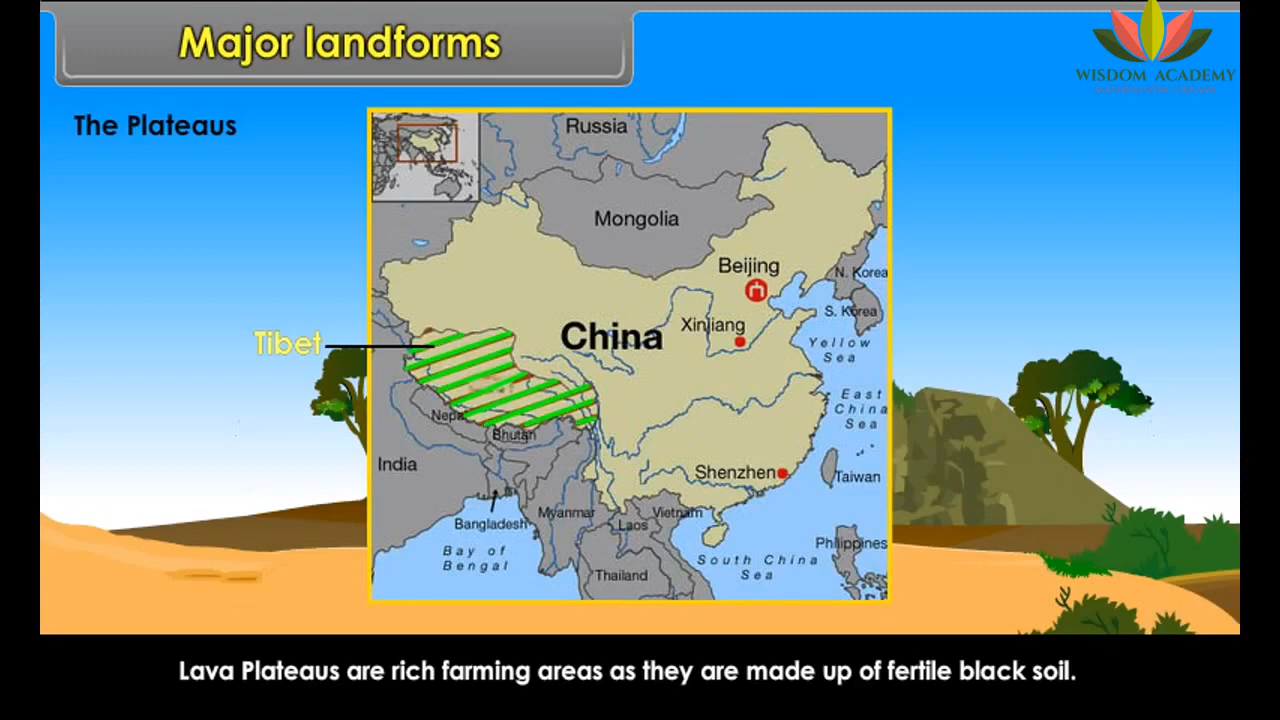 Major landforms
WISDOM ACADEMY
The Plateaus
Russia
Mongolia
Beijing
N. Korea
Xinjiang
S. Korea
China
Tibet
Yellow
Sea
East
China
Sea
Nepal
Bhutan
India
Shenzhen
Taiwan
Myanmar
Vietnam
Bangladesh
Laos
Philippines
Bay of
Bengal
South China
Sea
Thailand
Lava Plateaus are rich farming areas as they are made up of fertile black soil.